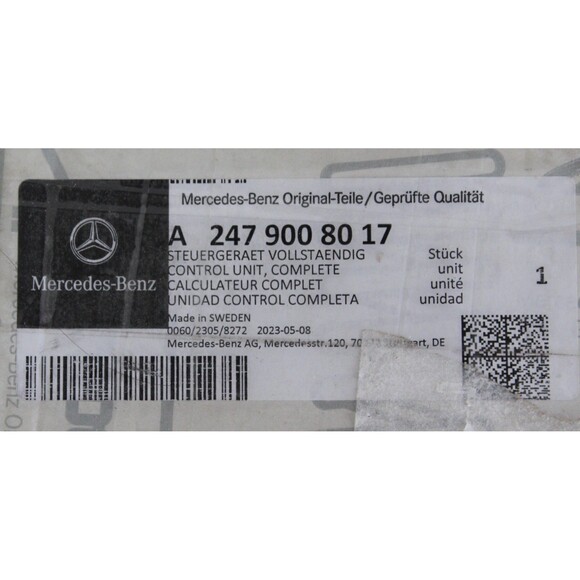 Mercedes-Benz Original-Teile/Geprüfte Qualität
A 247 900 80 17
STEUERGERAET VOLLSTAENDIG Stück
CONTROL UNIT, COMPLETE unit
CALCULATEUR COMPLET unité
UNIDAD CONTROL COMPLETA unidad
1
Mercedes-Benz
Made in SWEDEN
0060/2305/8272 2023-05-08
Mercedes-Benz AG, Mercedesstr.120, DE